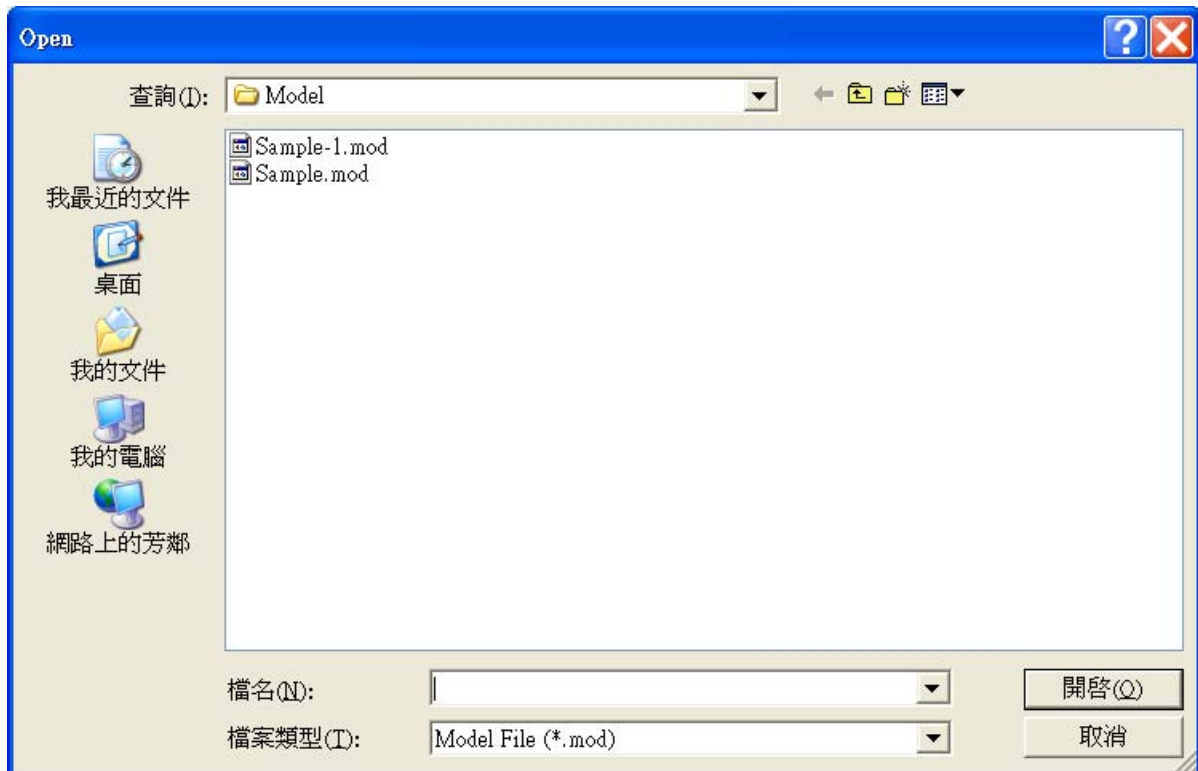 Open
查詢(I):
Model
Sample-1.mod
Sample.mod
我最近的文件
桌面
我的文件
我的電腦
網路上的芳鄰
檔名(N):
開啓(O)
檔案類型(T):
Model File (*.mod)
取消